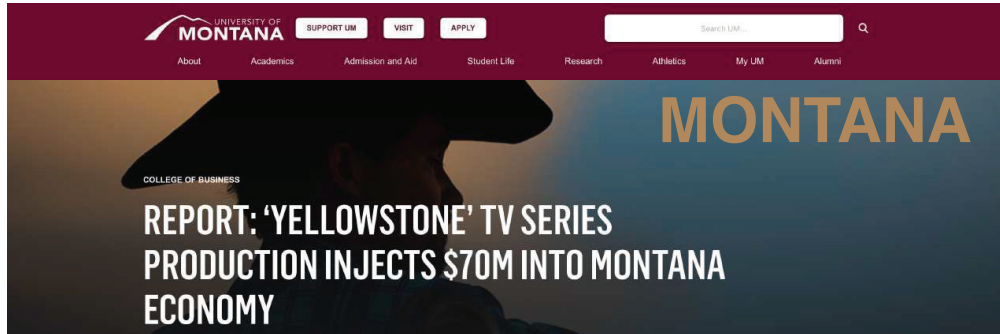 UNIVERSITY OF
MONTANA
SUPPORT UM
VISIT
APPLY
Search UM...
About
Academics
Admission and Aid
Student Life
Research
Athletics
My UM
Alumni
MONTANA
COLLEGE OF BUSINESS
REPORT: ‘YELLOWSTONE’ TV SERIES
PRODUCTION INJECTS $70M INTO MONTANA
ECONOMY